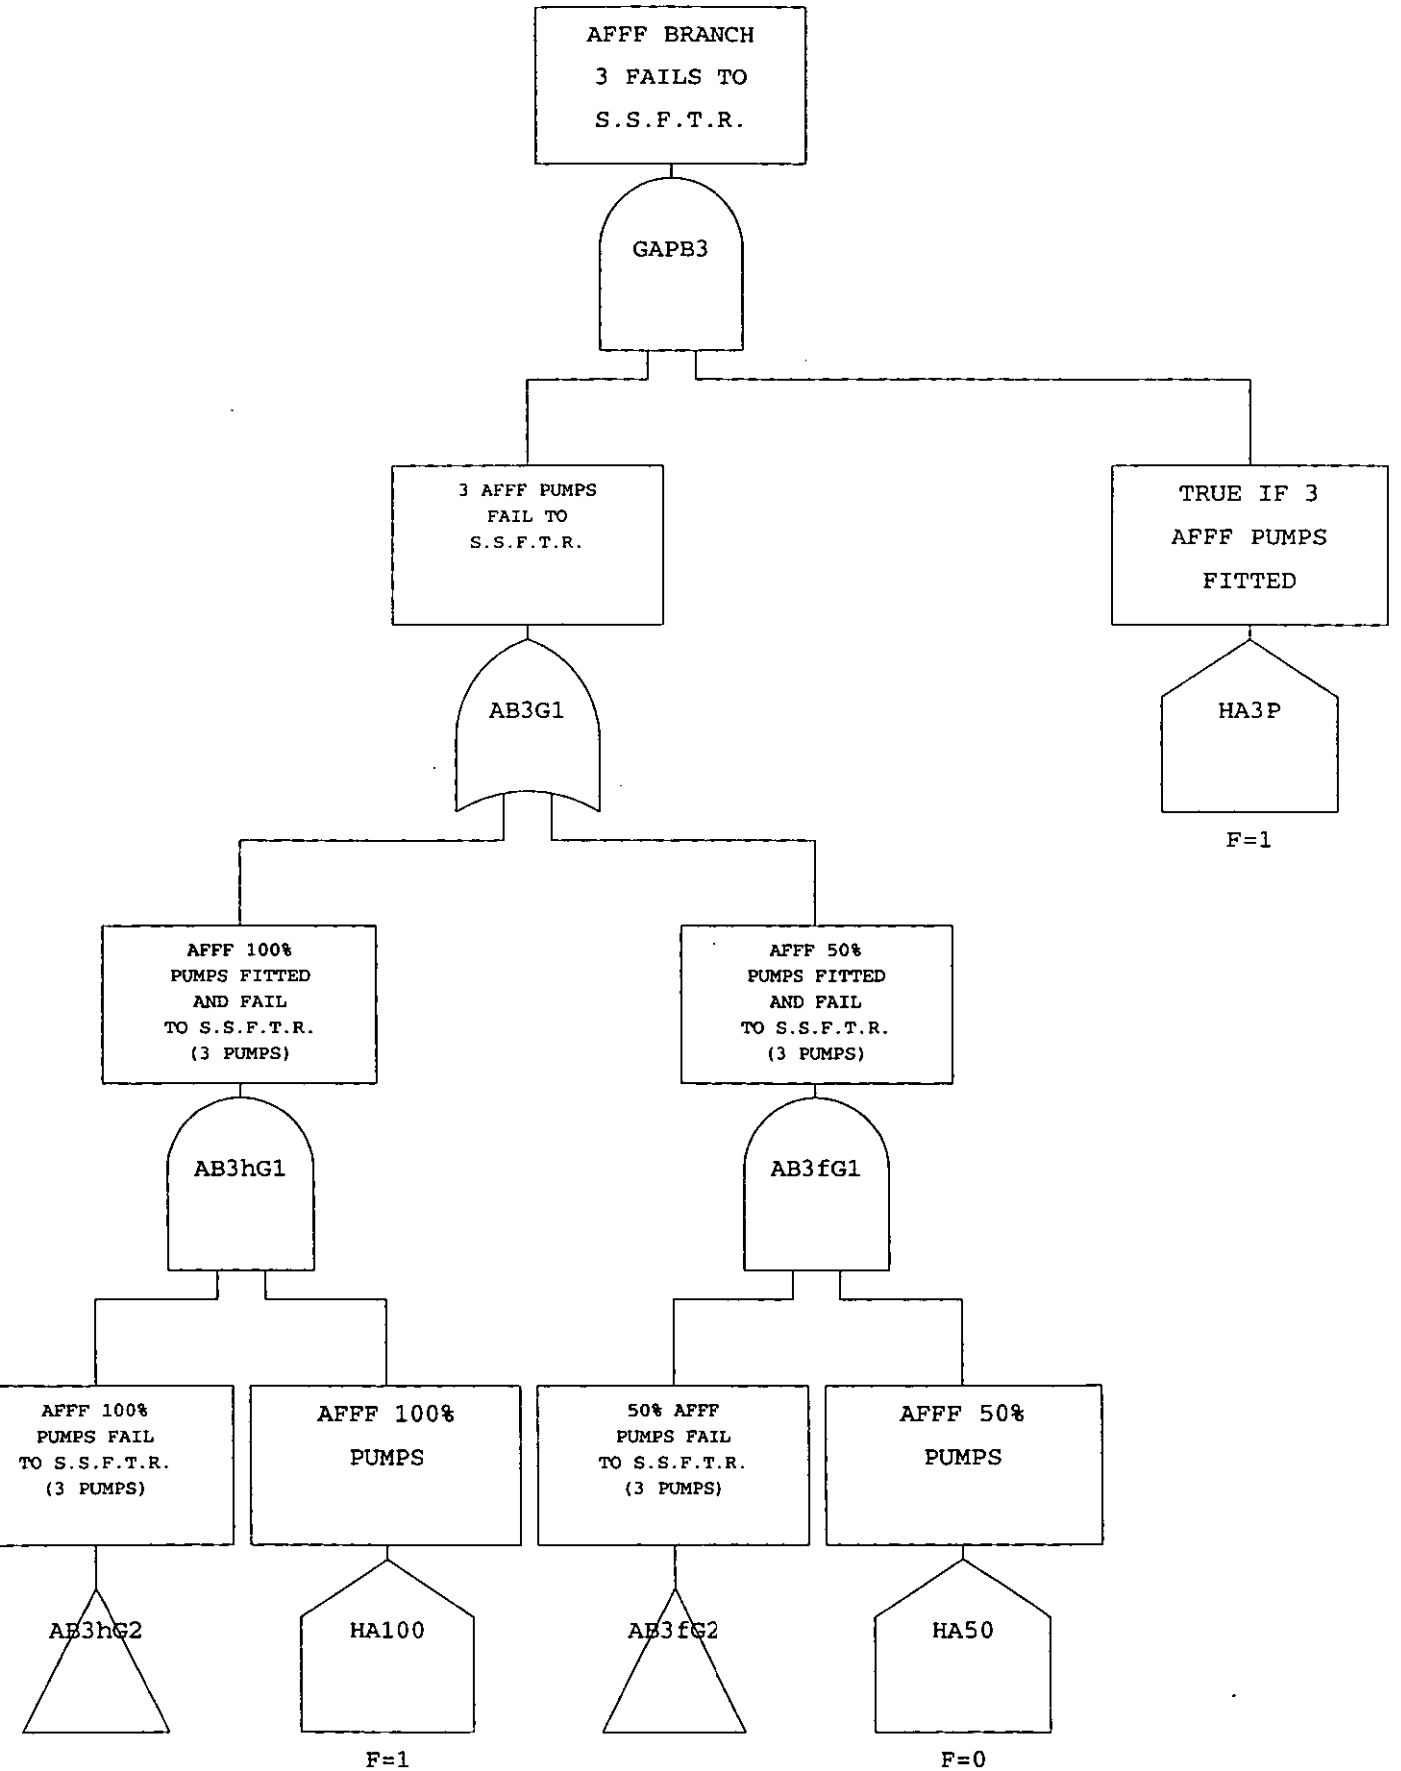 AFFF BRANCH
3 FAILS TO
S.S.F.T.R.
GAPB3
3 AFFF PUMPS
FAIL TO
S.S.F.T.R.
TRUE IF 3
AFFF PUMPS
FITTED
AB3G1
HA3P
F=1
AFFF 100%
PUMPS FITTED
AND FAIL
TO S.S.F.T.R.
(3 PUMPS)
AFFF 50%
PUMPS FITTED
AND FAIL
TO S.S.F.T.R.
(3 PUMPS)
AB3hG1
AB3fG1
AFFF 100%
PUMPS FAIL
TO S.S.F.T.R.
(3 PUMPS)
AFFF 100%
PUMPS
50% AFFF
PUMPS FAIL
TO S.S.F.T.R.
(3 PUMPS)
AFFF 50%
PUMPS
AB3hG2
HA100
AB3fG2
HA50
F=1
F=0